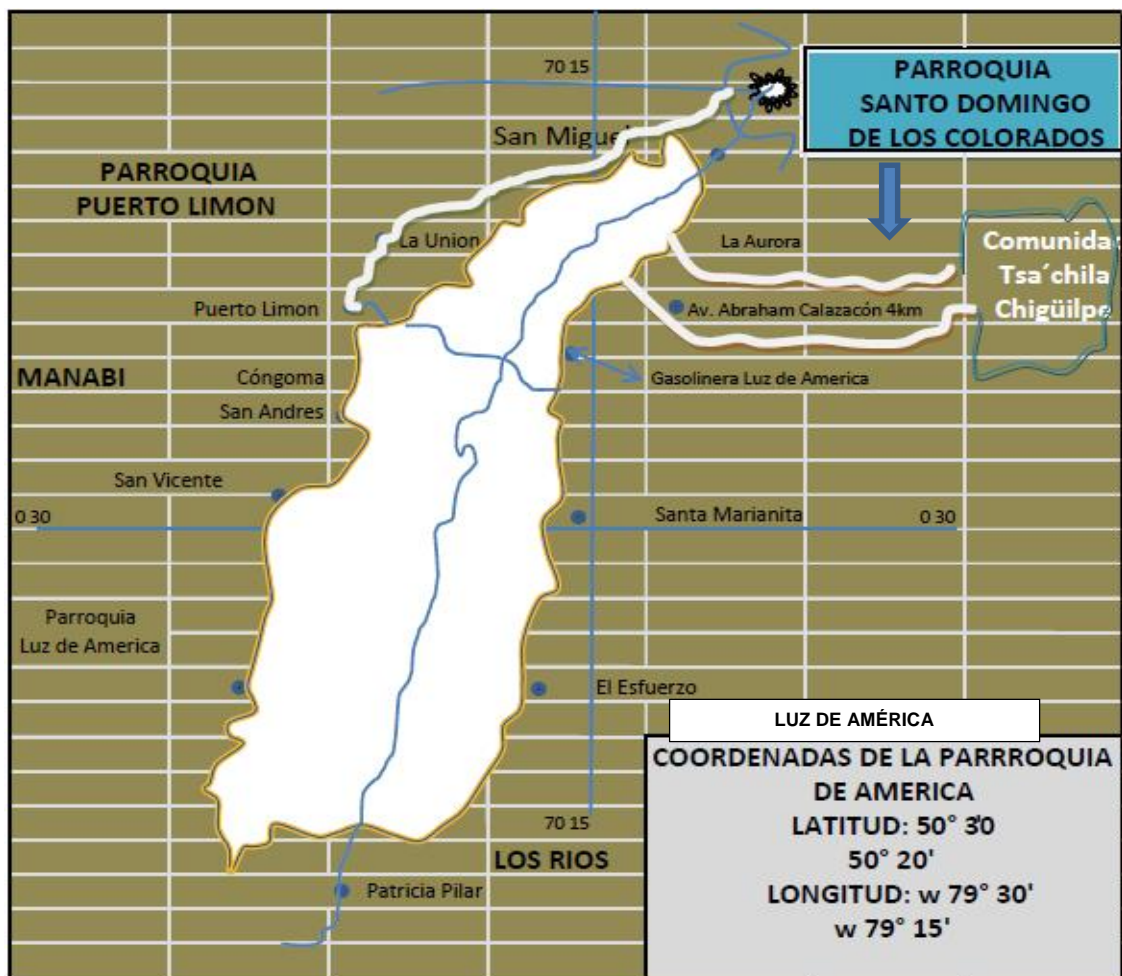 70 15
PARROQUIA
SANTO DOMINGO
DE LOS COLORADOS
San Miguel
PARROQUIA
PUERTO LIMON
La Union
La Aurora
Comunidad
Tsa´chila
Chigüilpe
Puerto Limon
Av. Abraham Calazacón 4km
MANABI
Cóngoma
Gasolinera Luz de America
San Andres
San Vicente
0 30
Santa Marianita
0 30
Parroquia
Luz de America
El Esfuerzo
LUZ DE AMÉRICA
COORDENADAS DE LA PARRROQUIA
DE AMERICA
LATITUD: 50° 3'0
50° 20'
LONGITUD: w 79° 30'
w 79° 15'
70 15
LOS RIOS
Patricia Pilar